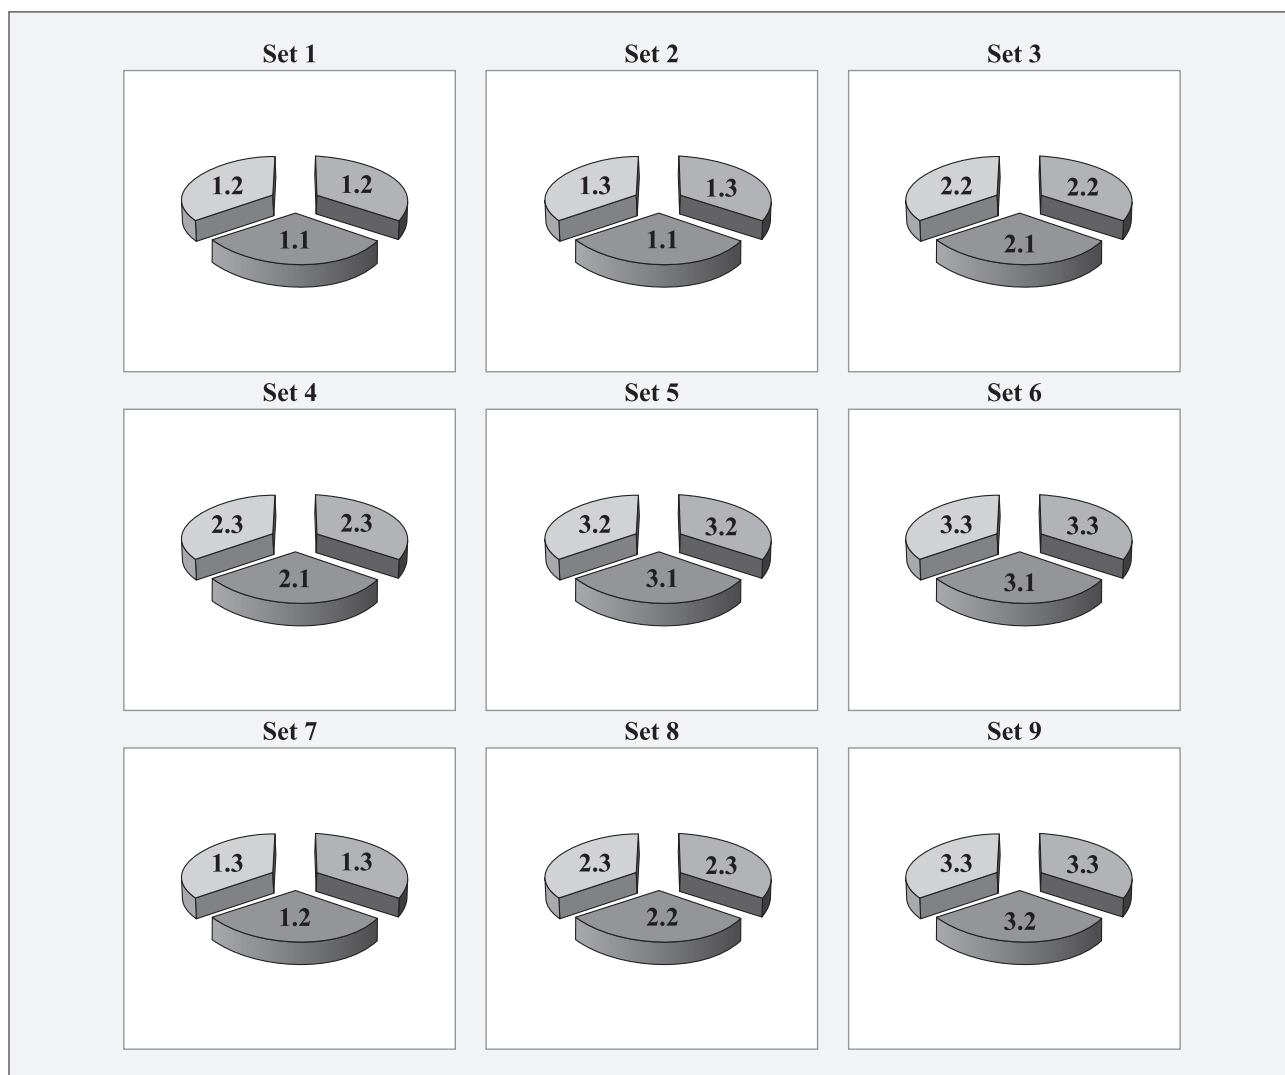 Set 1 Set 2 Set 3
1.2 1.2 1.3 1.3 2.2 2.2
1.1 1.1 2.1
Set 4 Set 5 Set 6
2.3 2.3 3.2 3.2 3.3 3.3
2.1 3.1 3.1
Set 7 Set 8 Set 9
1.3 1.3 2.3 2.3 3.3 3.3
1.2 2.2 3.2